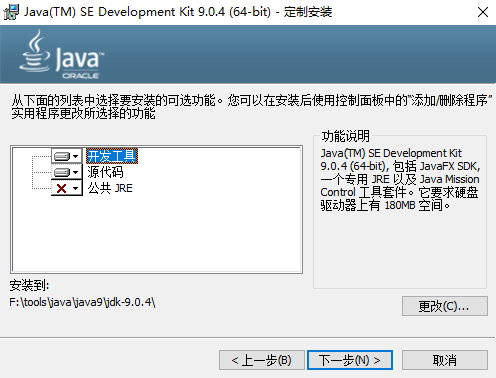 Java(TM) SE Development Kit 9.0.4 (64-bit) - 定制安装
Java
ORACLE
从下面的列表中选择要安装的可选功能。您可以在安装后使用控制面板中的"添加/删除程序"
实用程序更改所选择的功能
开发工具
源代码
公共 JRE
功能说明
Java(TM) SE Development Kit
9.0.4 (64-bit), 包括 JavaFX SDK,
一个专用 JRE 以及 Java Mission
Control 工具套件。它要求硬盘
驱动器上有 180MB 空间。
安装到:
F:\tools\java\java9\jdk-9.0.4\
更改(C)...
< 上一步(B)
下一步(N) >
取消